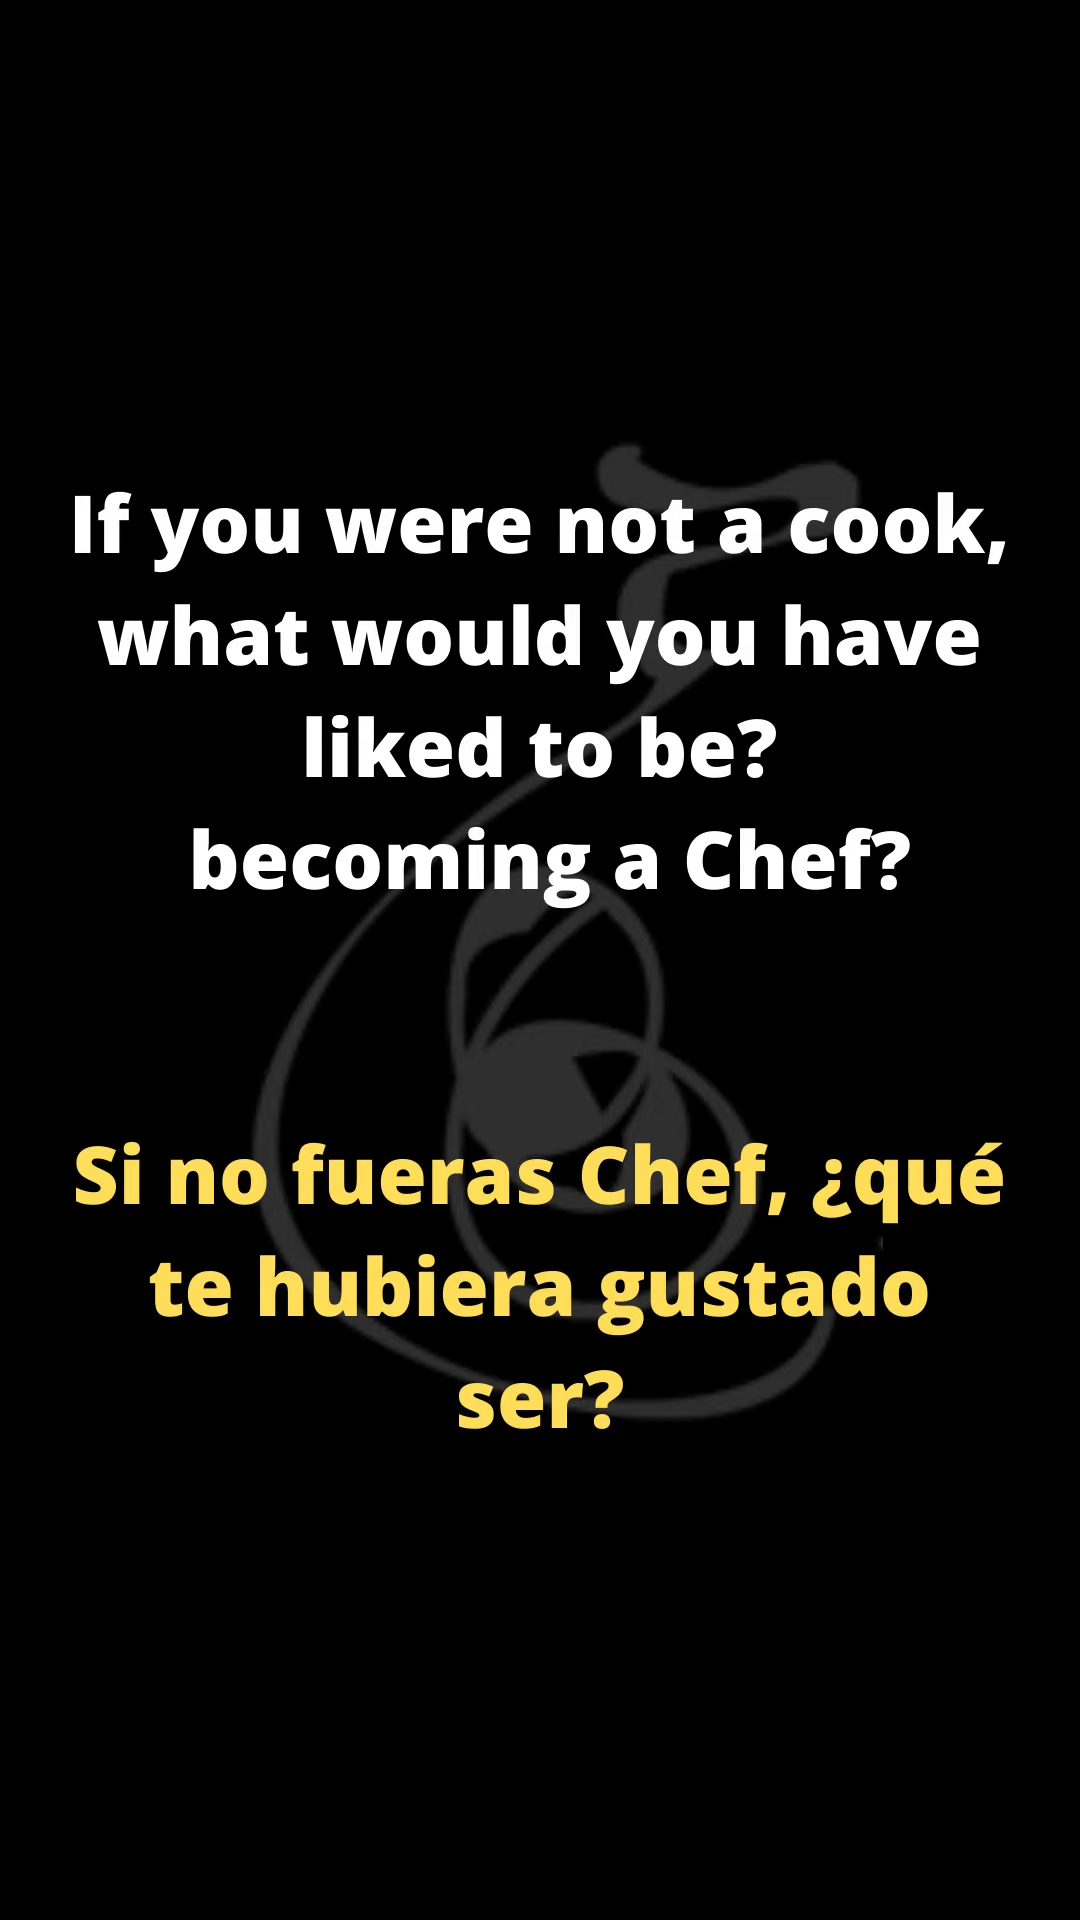 If you were not a cook,
what would you have
liked to be?
becoming a Chef?
Si no fueras Chef, ¿qué
te hubiera gustado
ser?